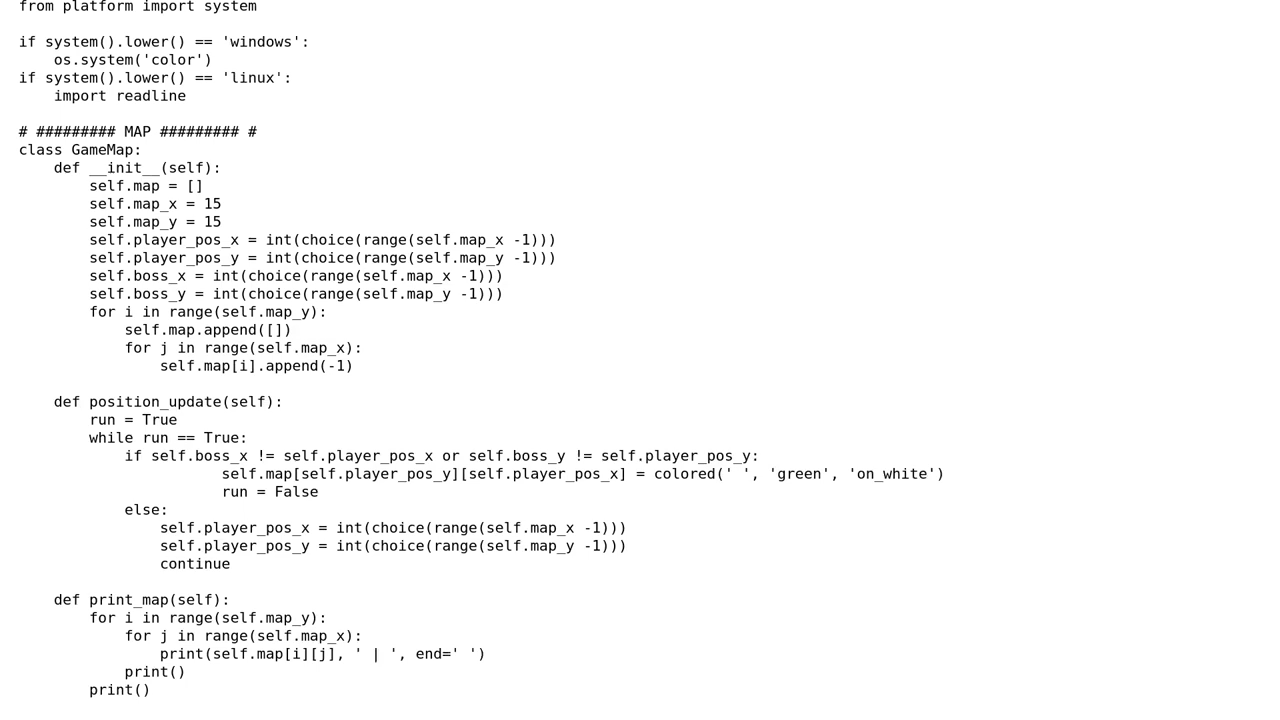 from platform import system

if system().lower() == 'windows':
    os.system('color')
if system().lower() == 'linux':
    import readline

# ######### MAP ######### #
class GameMap:
    def __init__(self):
        self.map = []
        self.map_x = 15
        self.map_y = 15
        self.player_pos_x = int(choice(range(self.map_x -1)))
        self.player_pos_y = int(choice(range(self.map_y -1)))
        self.boss_x = int(choice(range(self.map_x -1)))
        self.boss_y = int(choice(range(self.map_y -1)))
        for i in range(self.map_y):
            self.map.append([])
            for j in range(self.map_x):
                self.map[i].append(-1)

    def position_update(self):
        run = True
        while run == True:
            if self.boss_x != self.player_pos_x or self.boss_y != self.player_pos_y:
                       self.map[self.player_pos_y][self.player_pos_x] = colored(' ', 'green', 'on_white')
                       run = False
            else:
                self.player_pos_x = int(choice(range(self.map_x -1)))
                self.player_pos_y = int(choice(range(self.map_y -1)))
                continue

    def print_map(self):
        for i in range(self.map_y):
            for j in range(self.map_x):
                print(self.map[i][j], ' | ', end=' ')
            print()
        print()